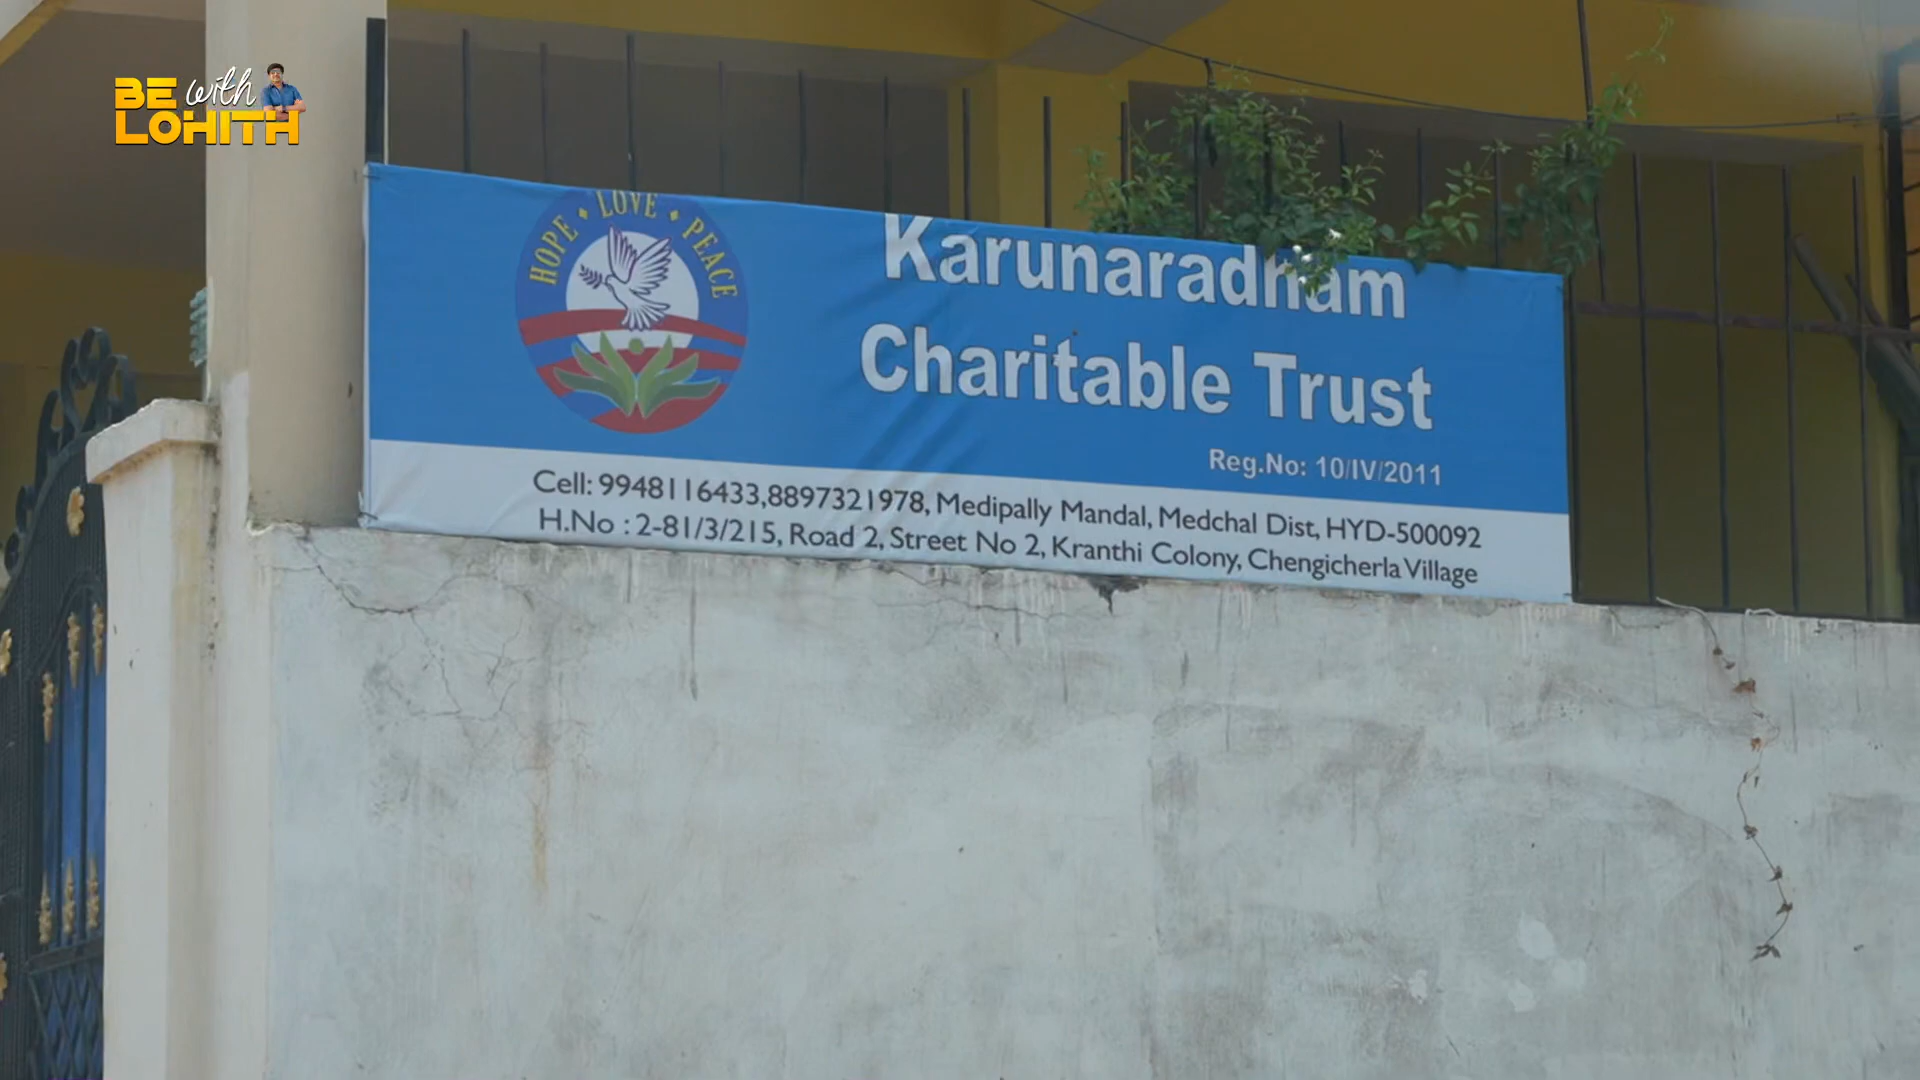 BE with
LOHITH
HOPE • LOVE • PEACE
Karunaradham
Charitable Trust
Reg.No: 10/IV/2011
Cell: 9948116433,8897321978, Medipally Mandal, Medchal Dist, HYD-500092
H.No : 2-81/3/215, Road 2, Street No 2, Kranthi Colony, Chengicherla Village